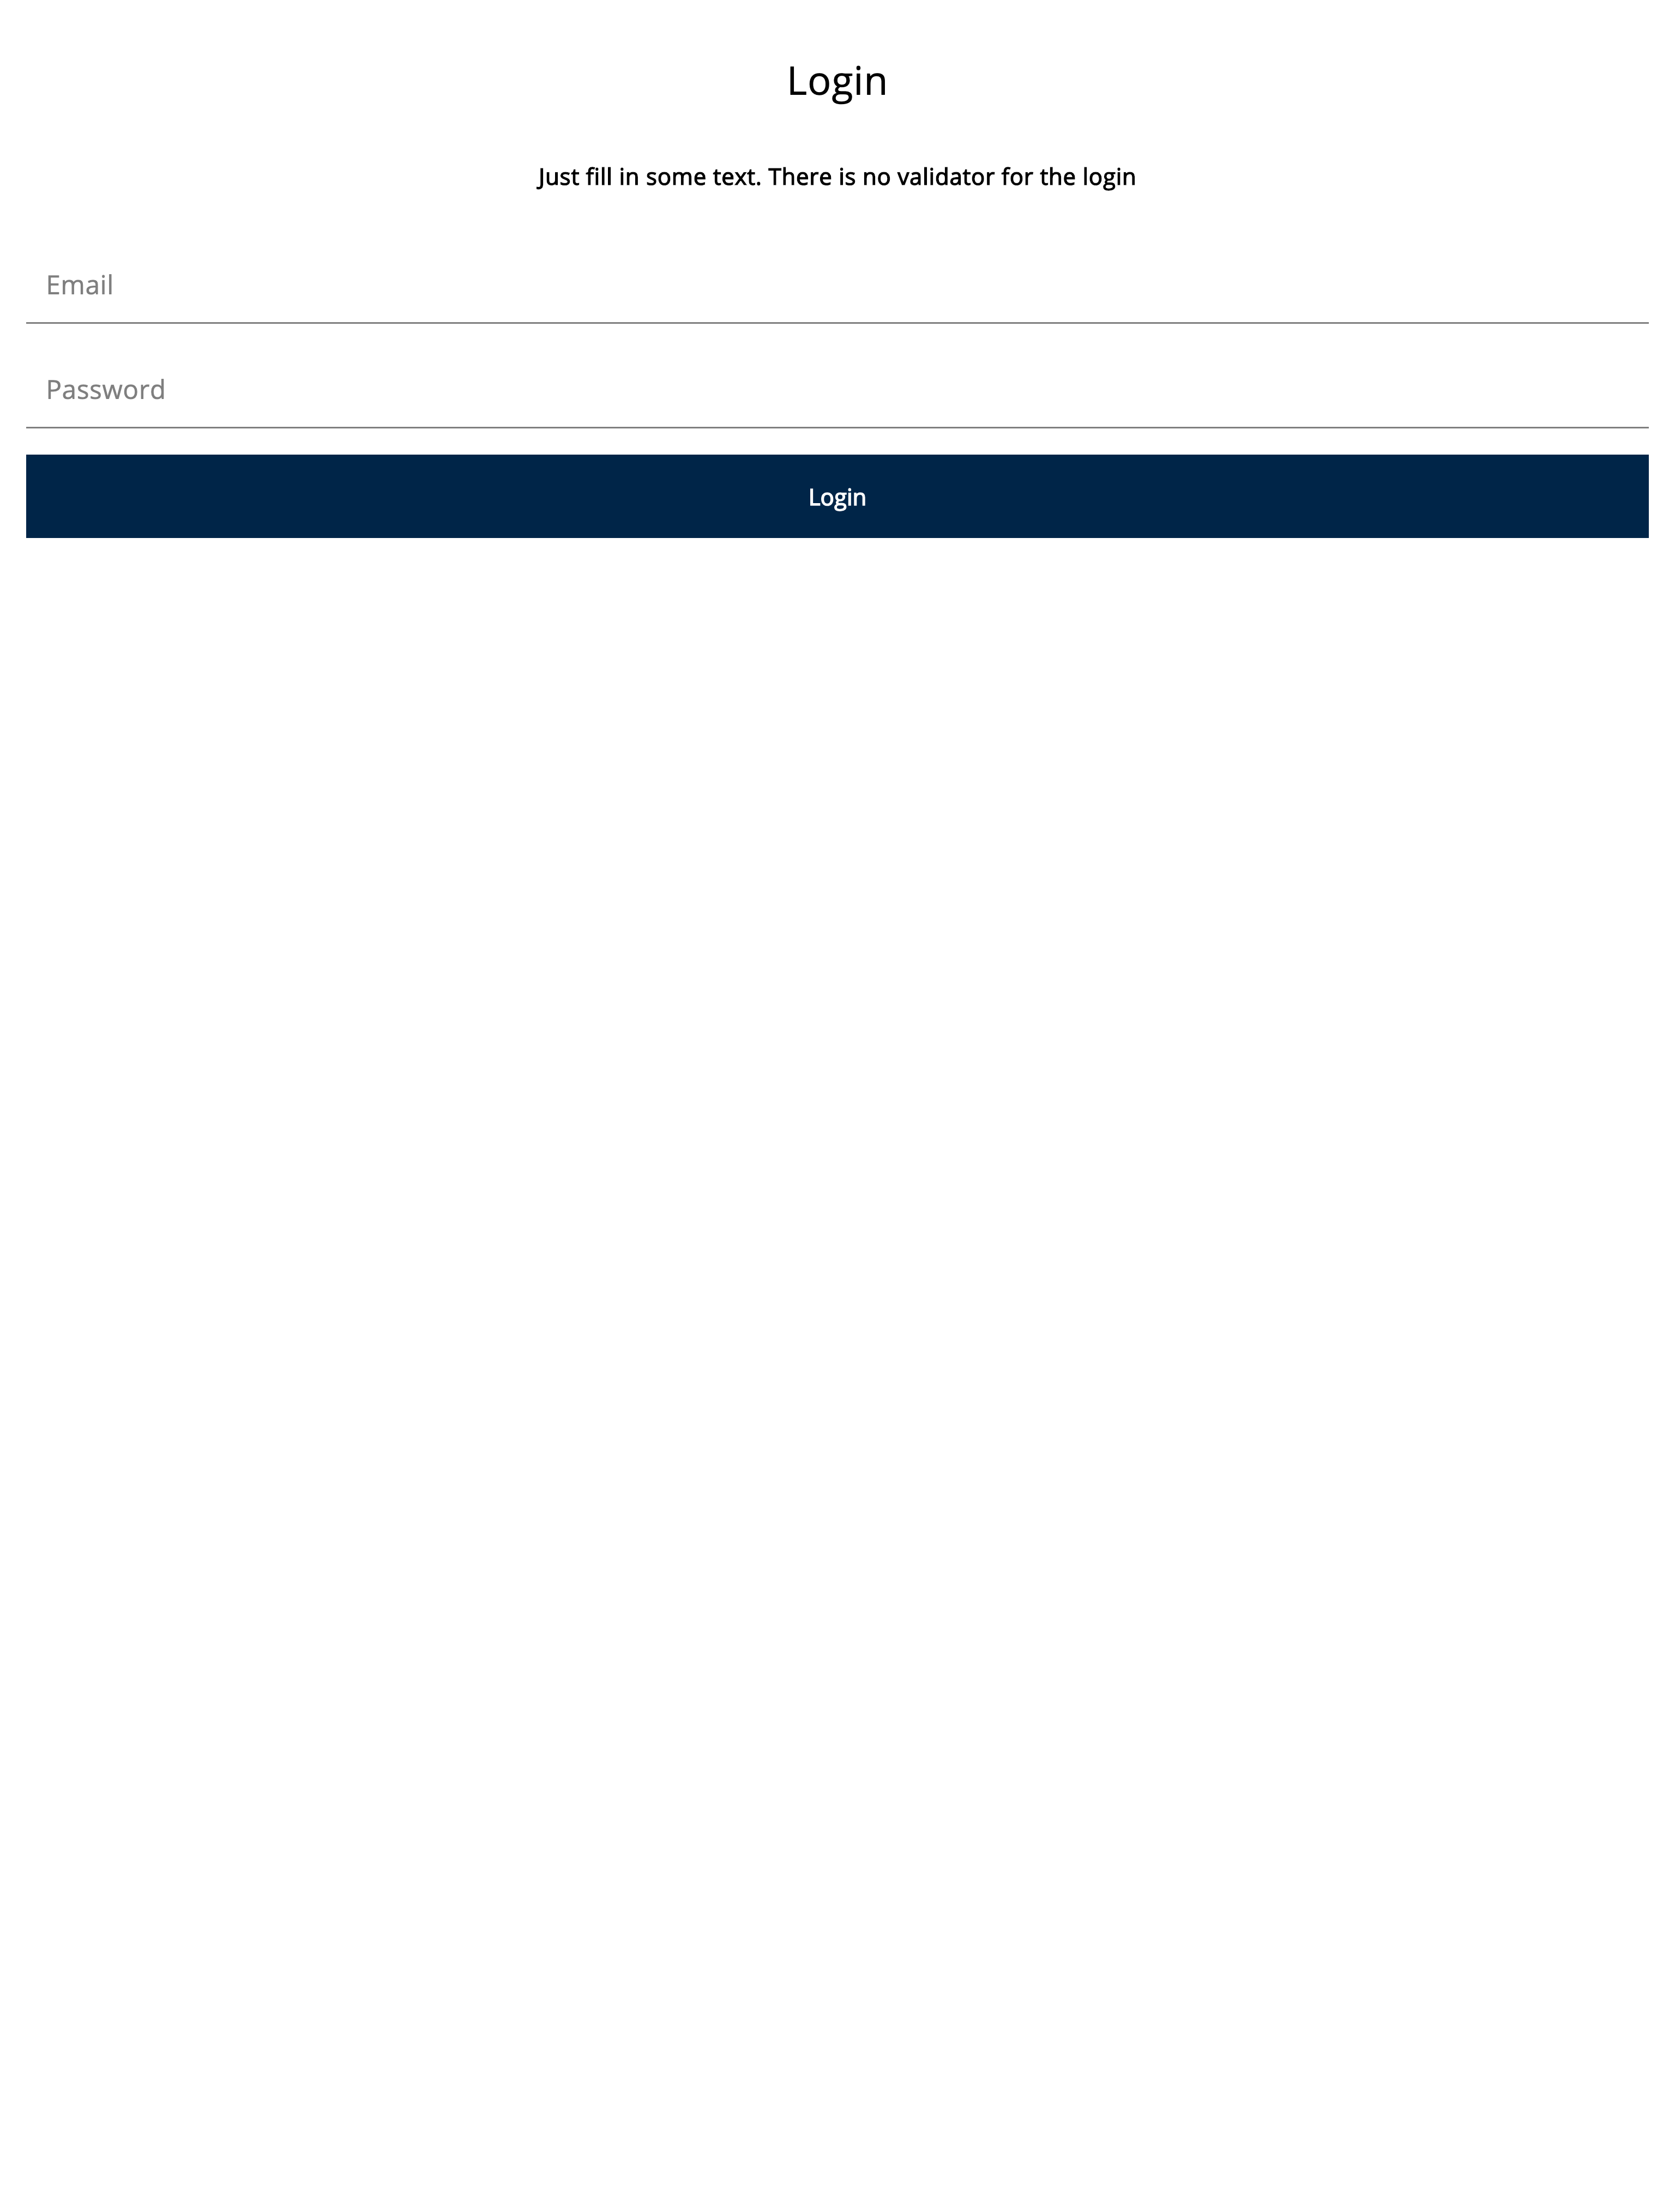 Login
Just fill in some text. There is no validator for the login
Email
Password
Login